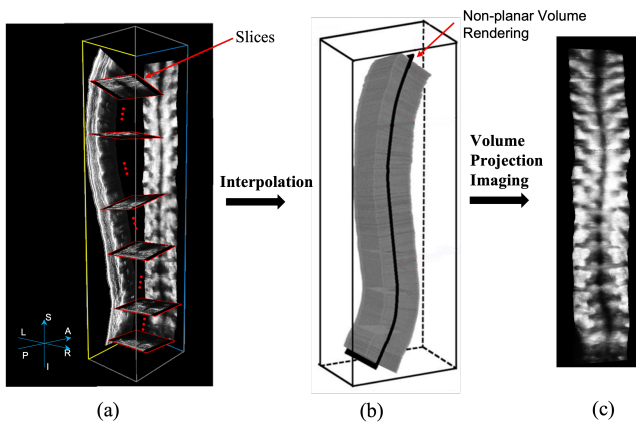 Slices
S
L
A
P
R
I
(a)
Interpolation
Non-planar Volume
Rendering
(b)
Volume
Projection
Imaging
(c)